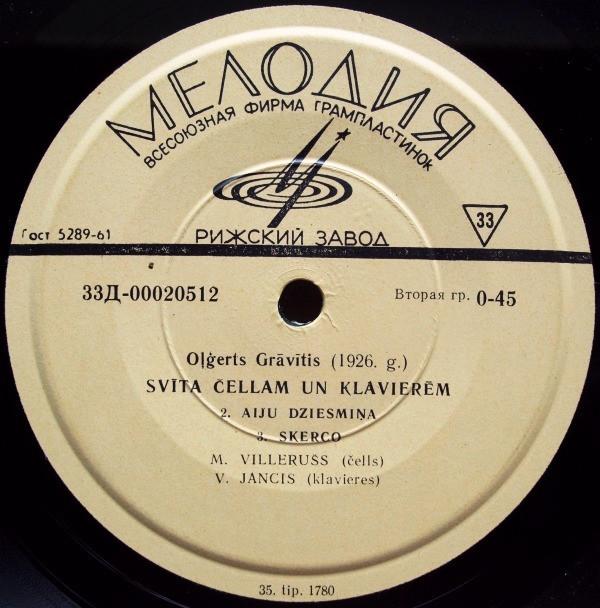 МЕЛОДИЯ
ВСЕСОЮЗНАЯ ФИРМА ГРАМПЛАСТИНОК
РИЖСКИЙ ЗАВОД
Гост 5289-61
33
33Д-00020512
Вторая гр. 0-45
Oļģerts Grāvītis (1926. g.)
SVĪTA ČELLAM UN KLAVIERĒM
2. AIJU DZIESMIŅA
3. SKERCO
M. VILLERUSS (čells)
V. JANCIS (klavieres)
35. tip. 1780